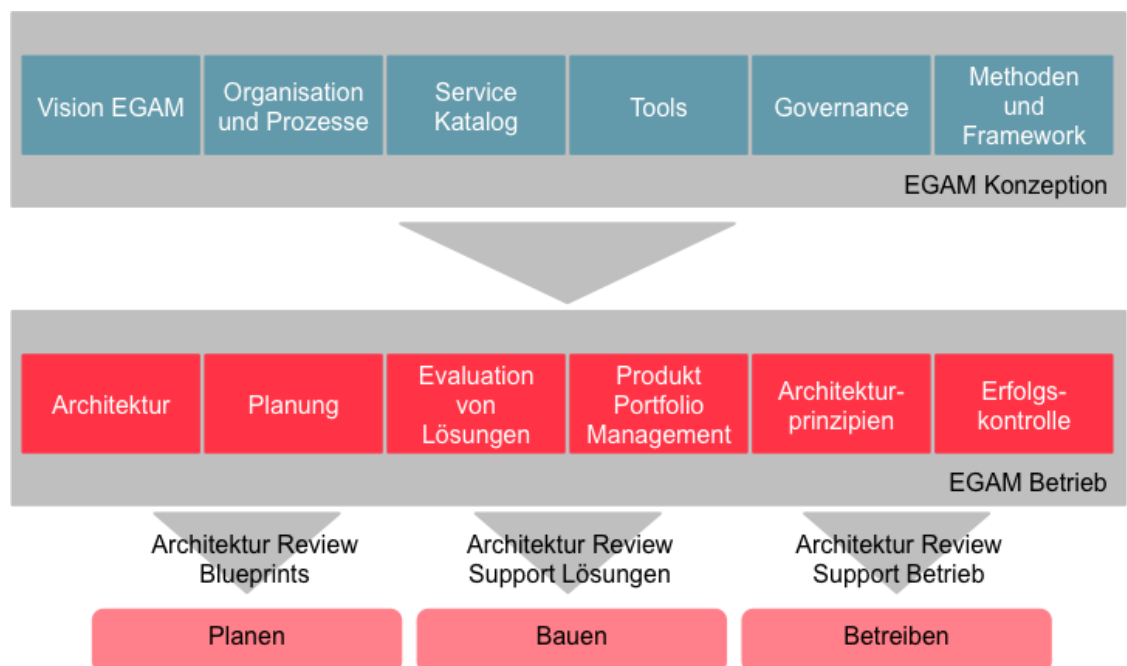 Vision EGAM
Organisation
und Prozesse
Service
Katalog
Tools
Governance
Methoden
und
Framework
EGAM Konzeption
Architektur
Planung
Evaluation
von
Lösungen
Produkt
Portfolio
Management
Architektur-
prinzipien
Erfolgs-
kontrolle
EGAM Betrieb
Architektur Review
Blueprints
Architektur Review
Support Lösungen
Architektur Review
Support Betrieb
Planen
Bauen
Betreiben